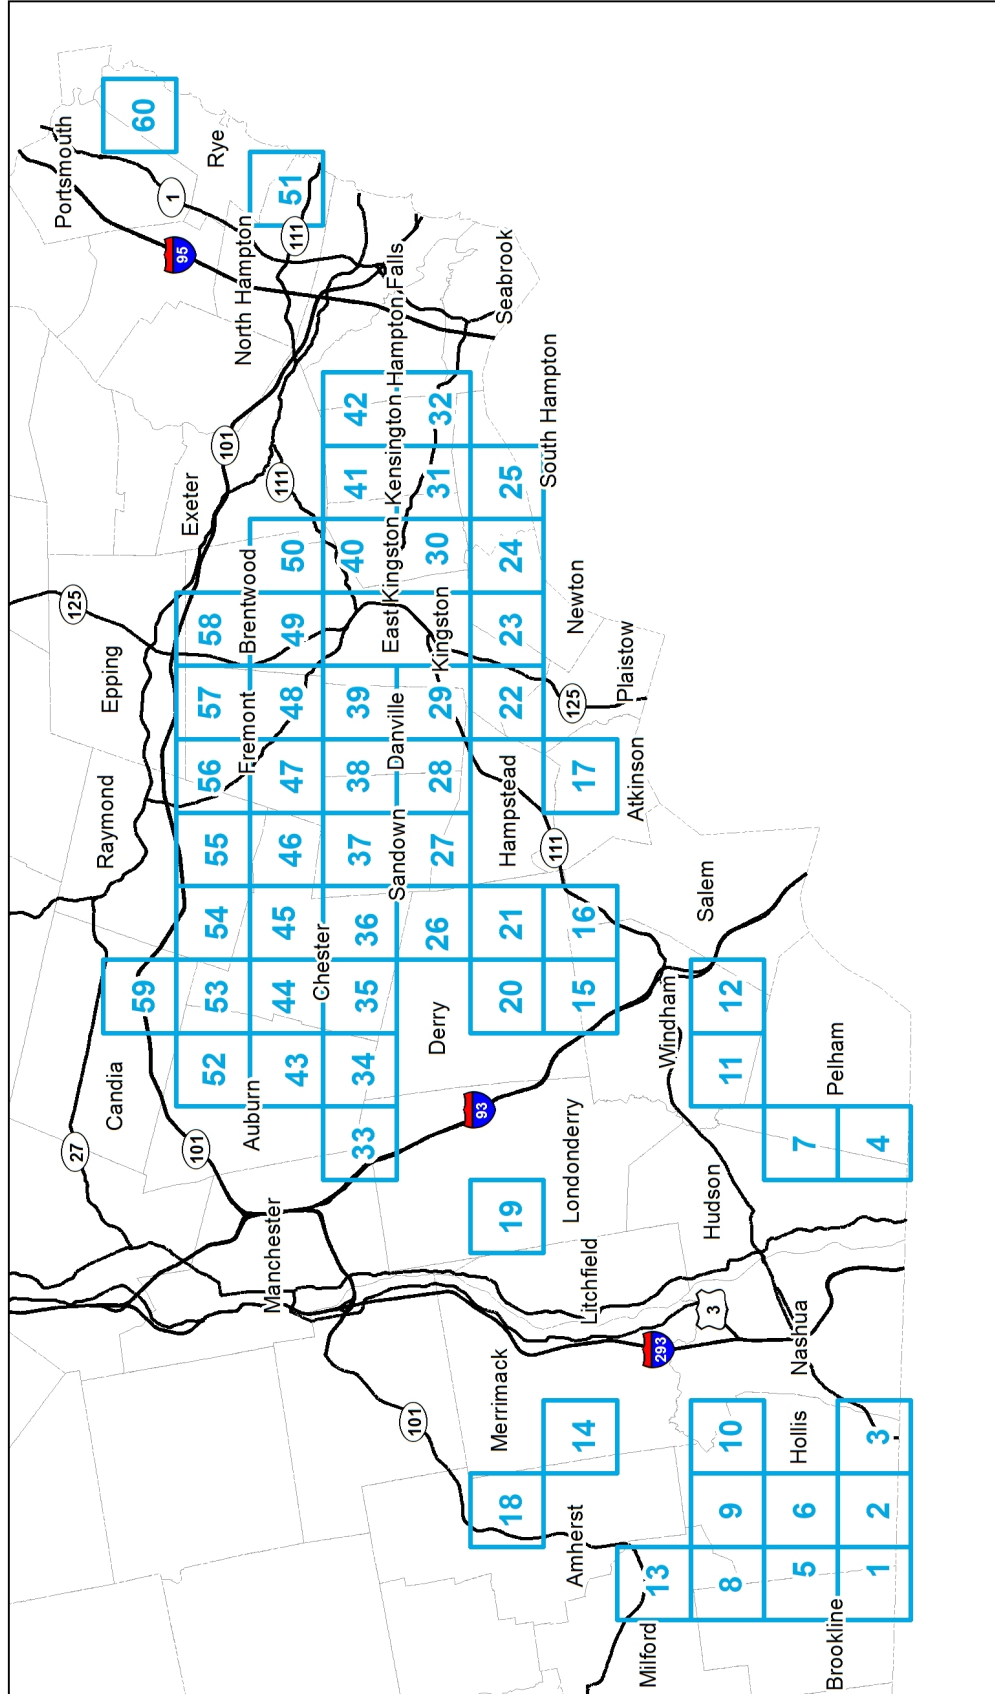 Portsmouth
60
Rye
1
95
51
111
North Hampton
Hampton Falls
Seabrook
101
Exeter
111
42
32
Kensington
41
31
25
South Hampton
125
Epping
58
Brentwood
50
40
East Kingston
30
24
49
Kingston
23
Newton
57
Fremont
48
39
Danville
29
22
125
Plaistow
Raymond
56
47
38
28
Hampstead
17
Atkinson
55
46
37
Sandown
27
111
54
45
Chester
36
26
21
16
Salem
59
53
44
35
Derry
20
15
Windham
12
Candia
52
43
34
93
11
Pelham
27
101
Auburn
33
19
Londonderry
Hudson
7
4
Manchester
Litchfield
3
293
Nashua
101
Merrimack
14
10
Hollis
3
18
Amherst
9
6
2
Milford
13
8
5
1
Brookline